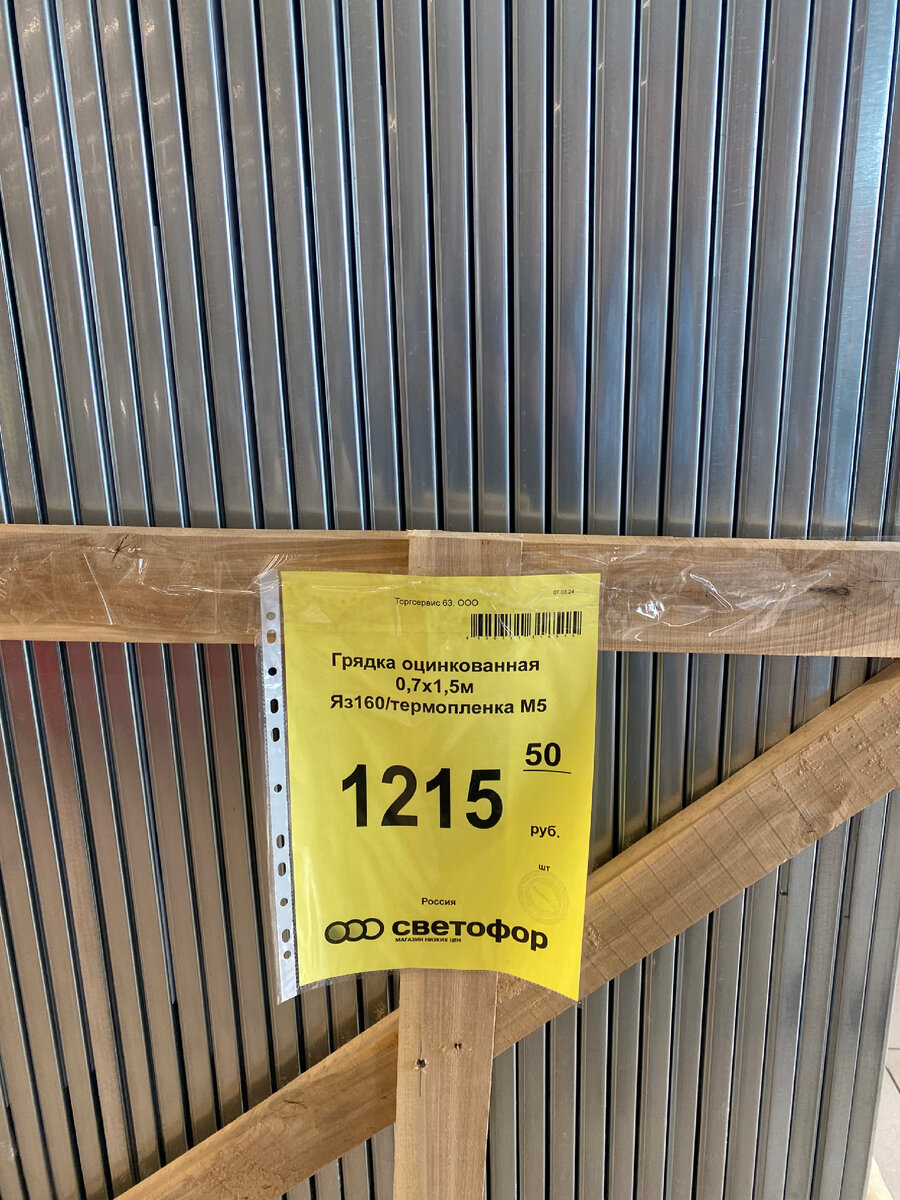 Торгсервис 63, ООО
07.03.24
Грядка оцинкованная
0,7х1,5м
Яз160/термопленка М5
1215 50
руб.
шт
Россия
светофор
МАГАЗИН НИЗКИХ ЦЕН